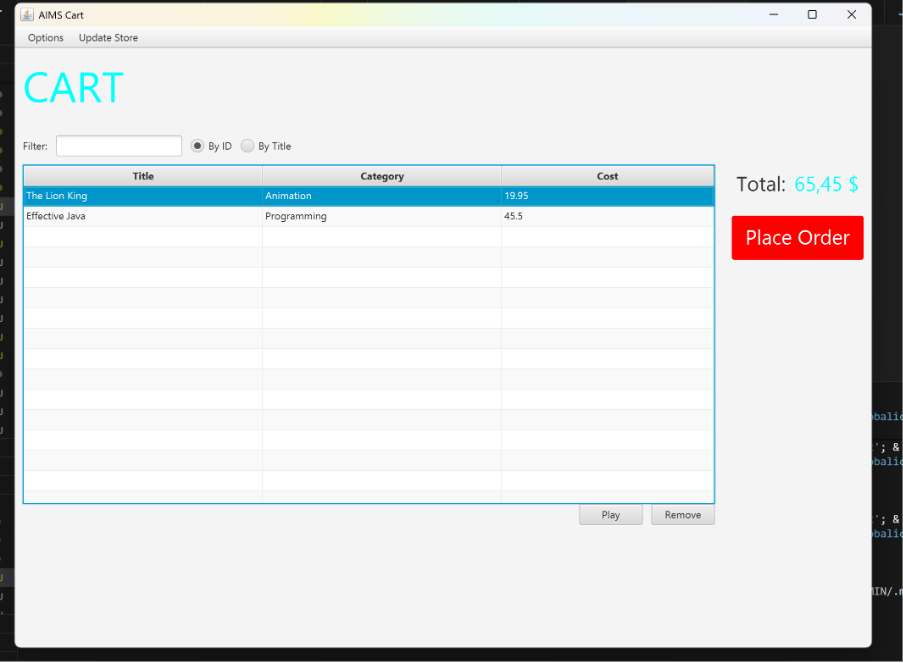 AIMS Cart
Options Update Store
CART
Filter: By ID By Title
Title Category Cost
The Lion King Animation 19.95
Effective Java Programming 45.5
Total: 65,45 $
Place Order
Play Remove
'; &
'; &